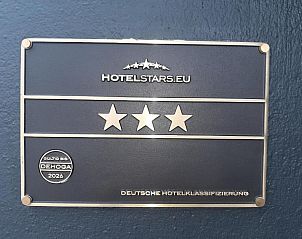 HOTELSTARS.EU
GÜLTIG BIS
DEHOGA
2026
DEUTSCHE HOTELKLASSIFIZIERUNG